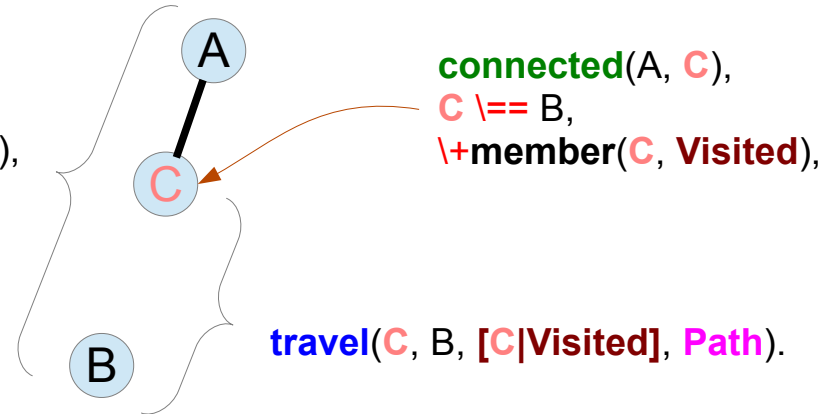 A
connected(A, C),
C \== B,
),
\+member(C, Visited),
C
travel(C, B, [C|Visited], Path).
B